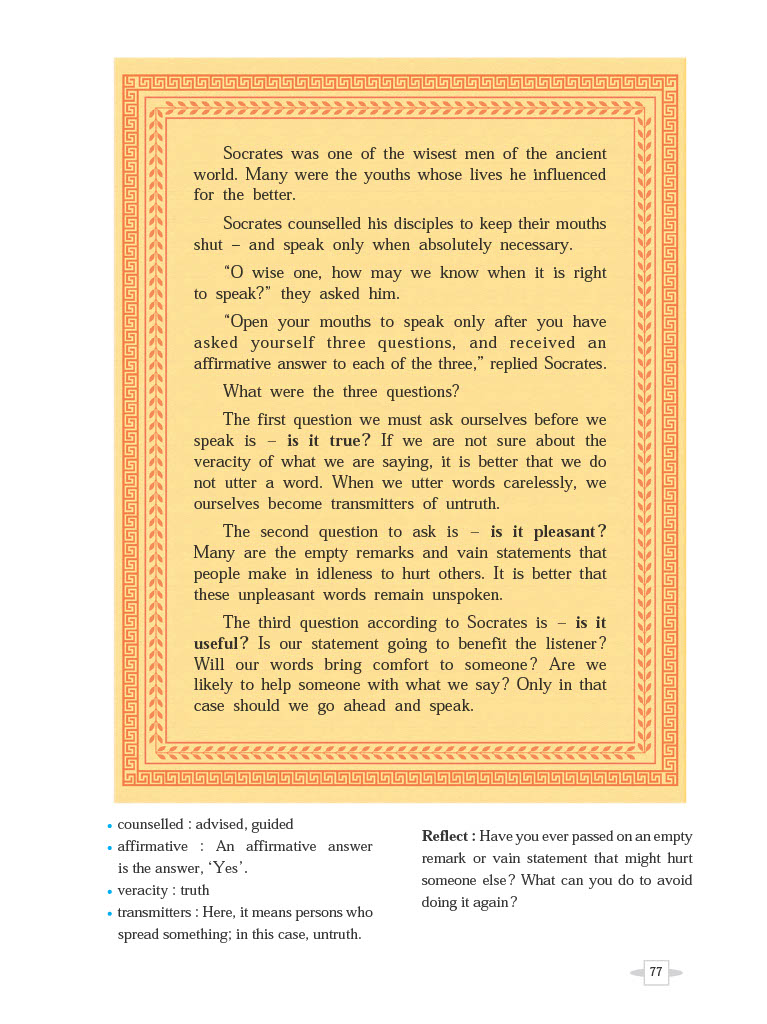 Socrates was one of the wisest men of the ancient
world. Many were the youths whose lives he influenced
for the better.
Socrates counselled his disciples to keep their mouths
shut – and speak only when absolutely necessary.
“O wise one, how may we know when it is right
to speak?” they asked him.
“Open your mouths to speak only after you have
asked yourself three questions, and received an
affirmative answer to each of the three,” replied Socrates.
What were the three questions?
The first question we must ask ourselves before we
speak is – is it true? If we are not sure about the
veracity of what we are saying, it is better that we do
not utter a word. When we utter words carelessly, we
ourselves become transmitters of untruth.
The second question to ask is – is it pleasant?
Many are the empty remarks and vain statements that
people make in idleness to hurt others. It is better that
these unpleasant words remain unspoken.
The third question according to Socrates is – is it
useful? Is our statement going to benefit the listener?
Will our words bring comfort to someone? Are we
likely to help someone with what we say? Only in that
case should we go ahead and speak.
• counselled : advised, guided
• affirmative : An affirmative answer
is the answer, ‘Yes’.
• veracity : truth
• transmitters : Here, it means persons who
spread something; in this case, untruth.
Reflect : Have you ever passed on an empty
remark or vain statement that might hurt
someone else? What can you do to avoid
doing it again?
77